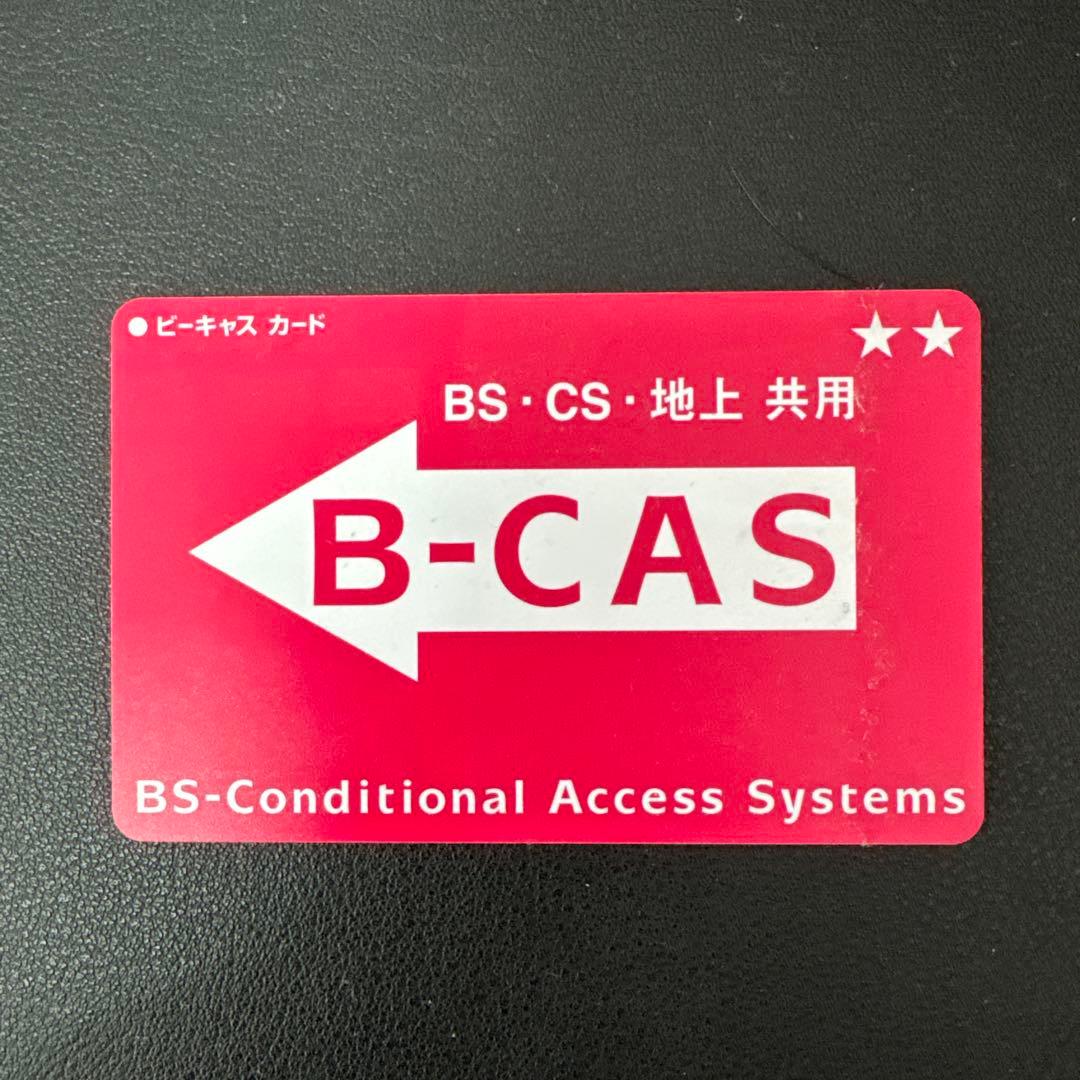 ● ビーキャス カード
★★
BS・CS・地上 共用
B-CAS
BS-Conditional Access Systems